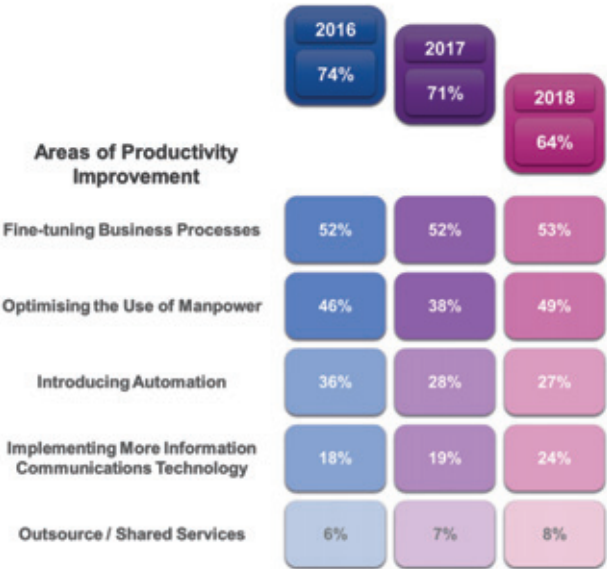 2016
74%
2017
71%
2018
64%
Areas of Productivity
Improvement
Fine-tuning Business Processes
52%
52%
53%
Optimising the Use of Manpower
46%
38%
49%
Introducing Automation
36%
28%
27%
Implementing More Information
Communications Technology
18%
19%
24%
Outsource / Shared Services
6%
7%
8%